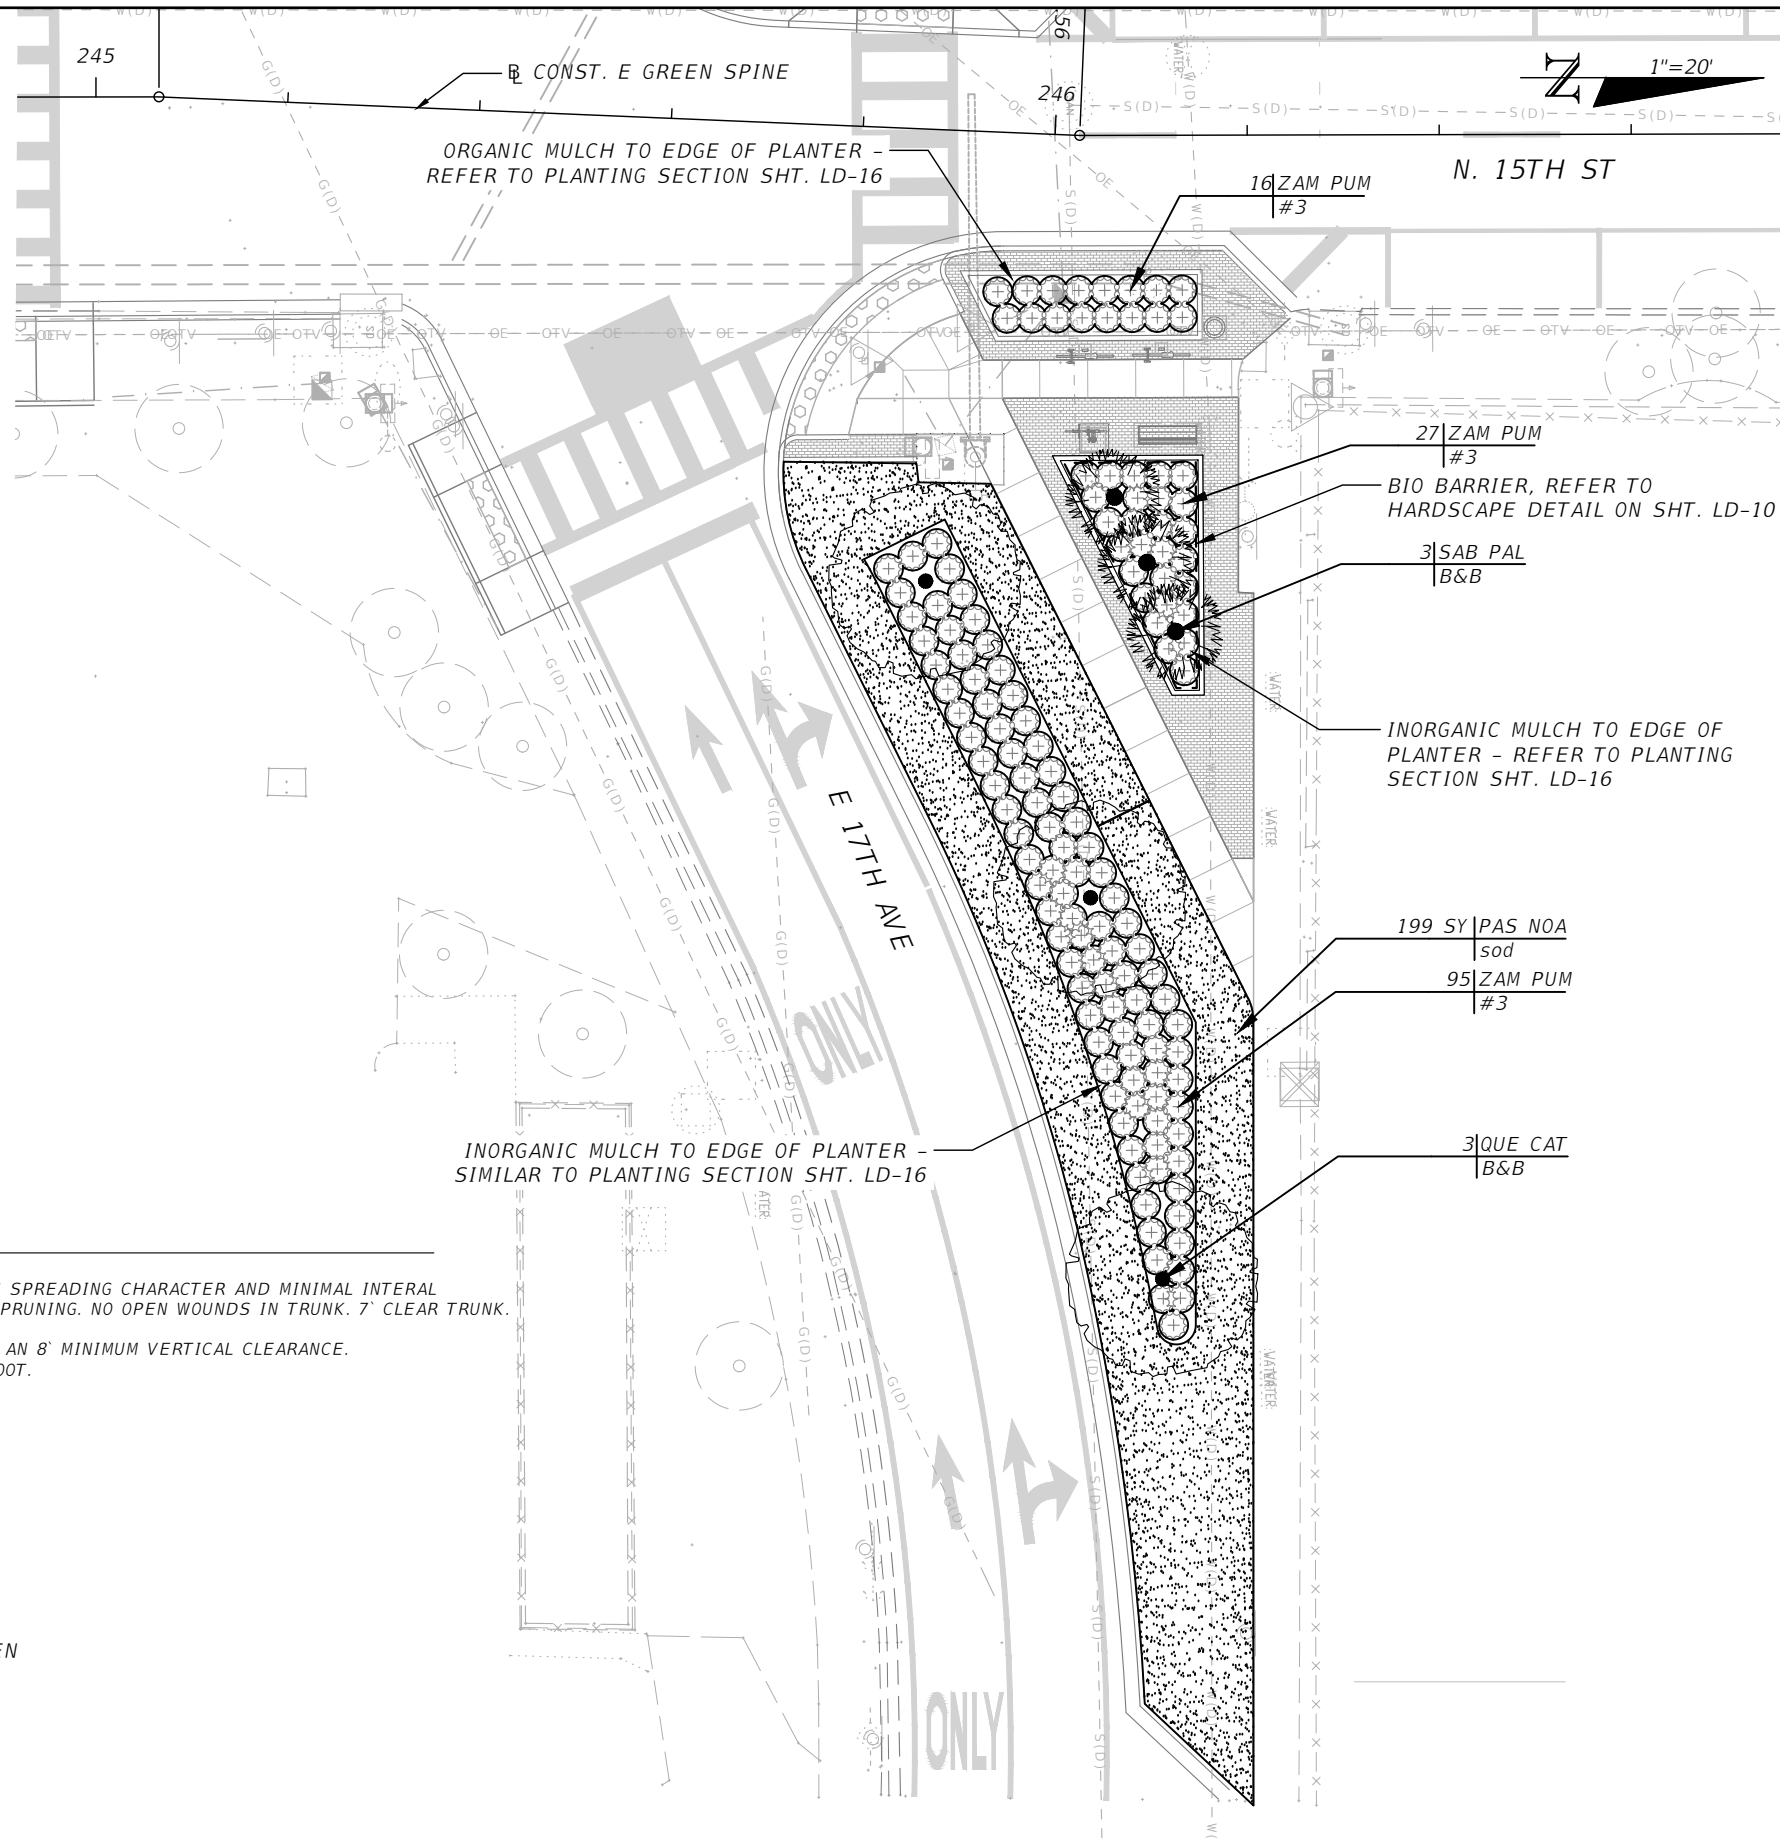 245
℄ CONST. E GREEN SPINE
56
246
1"=20'
N
N. 15TH ST
ORGANIC MULCH TO EDGE OF PLANTER –
REFER TO PLANTING SECTION SHT. LD–16
16 ZAM PUM
#3
27 ZAM PUM
#3
BIO BARRIER, REFER TO
HARDSCAPE DETAIL ON SHT. LD–10
3 SAB PAL
B&B
INORGANIC MULCH TO EDGE OF
PLANTER – REFER TO PLANTING
SECTION SHT. LD–16
E 17TH AVE
199 SY PAS NOA
sod
95 ZAM PUM
#3
ONLY
3 QUE CAT
B&B
INORGANIC MULCH TO EDGE OF PLANTER –
SIMILAR TO PLANTING SECTION SHT. LD–16
SPREADING CHARACTER AND MINIMAL INTERAL
PRUNING. NO OPEN WOUNDS IN TRUNK. 7` CLEAR TRUNK.
AN 8` MINIMUM VERTICAL CLEARANCE.
OOT.
EN
ONLY